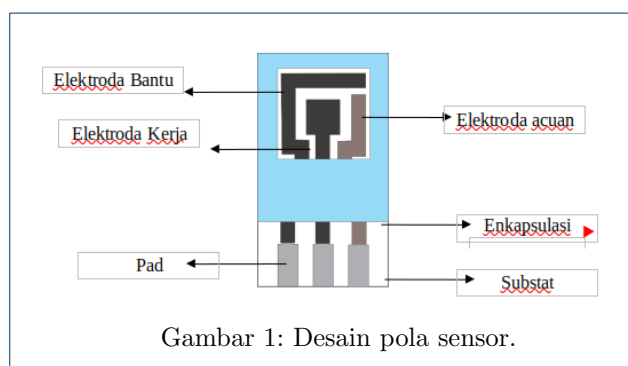 Elektroda Bantu
Elektroda Kerja
Elektroda acuan
Enkapsulasi
Pad
Substat
Gambar 1: Desain pola sensor.